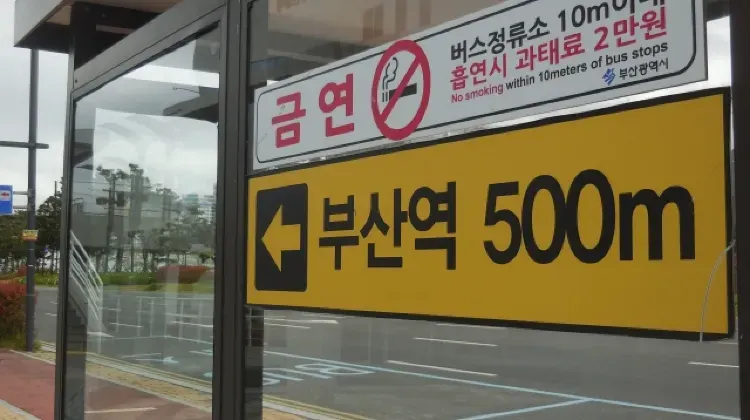 금연
버스정류소 10m이내
흡연시 과태료 2만원
No smoking within 10meters of bus stops
부산광역시
부산역 500m